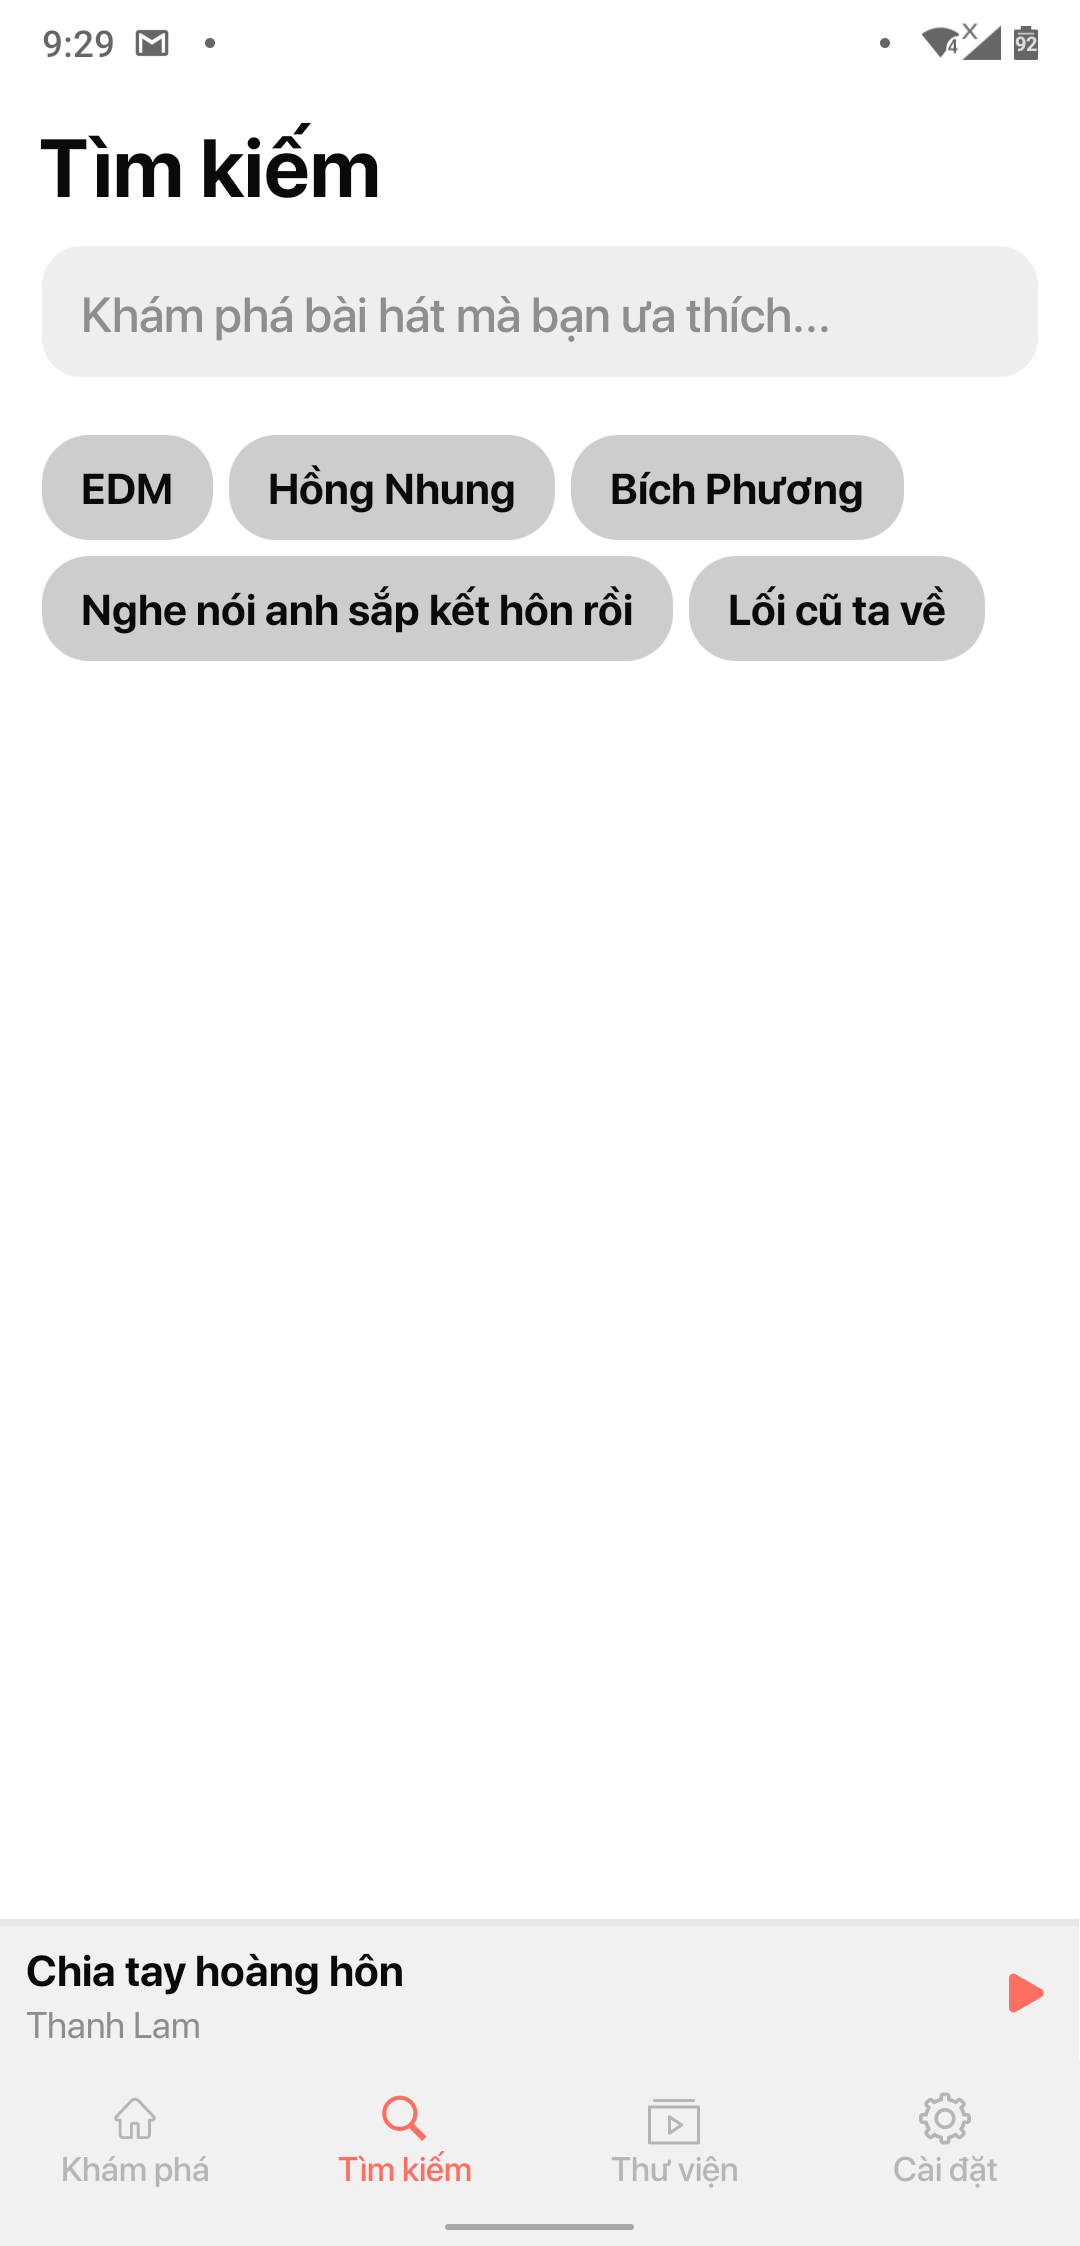 9:29
4
X
92
Tìm kiếm
Khám phá bài hát mà bạn ưa thích...
EDM
Hồng Nhung
Bích Phương
Nghe nói anh sắp kết hôn rồi
Lối cũ ta về
Chia tay hoàng hôn
Thanh Lam
Khám phá
Tìm kiếm
Thư viện
Cài đặt